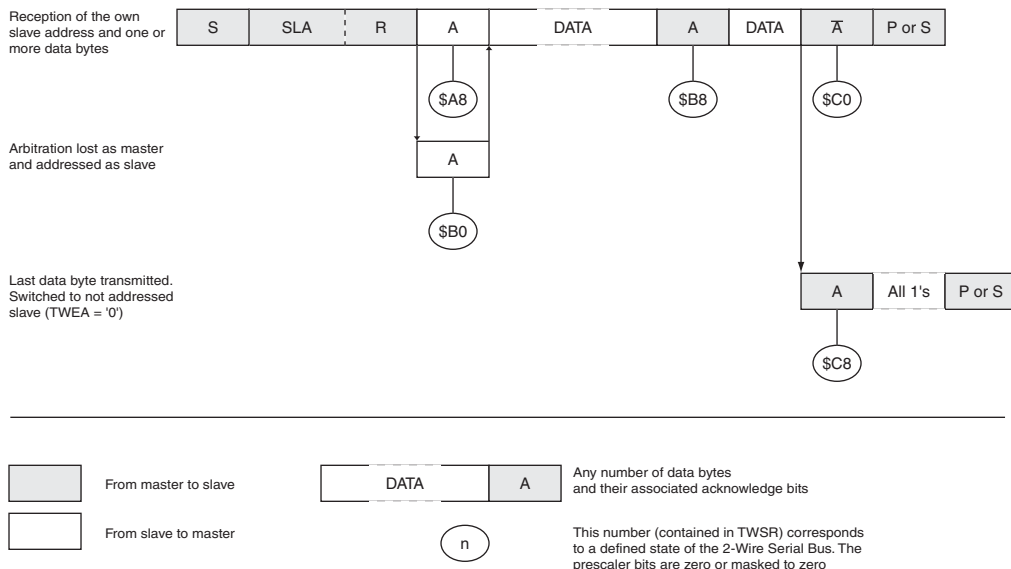 Reception of the own
slave address and one or
more data bytes
S SLA R A DATA A DATA A̅ P or S
$A8 $B8 $C0
Arbitration lost as master
and addressed as slave
A
$B0
Last data byte transmitted.
Switched to not addressed
slave (TWEA = '0')
A All 1's P or S
$C8
From master to slave
DATA A
Any number of data bytes
and their associated acknowledge bits
From slave to master
n
This number (contained in TWSR) corresponds
to a defined state of the 2-Wire Serial Bus. The
prescaler bits are zero or masked to zero